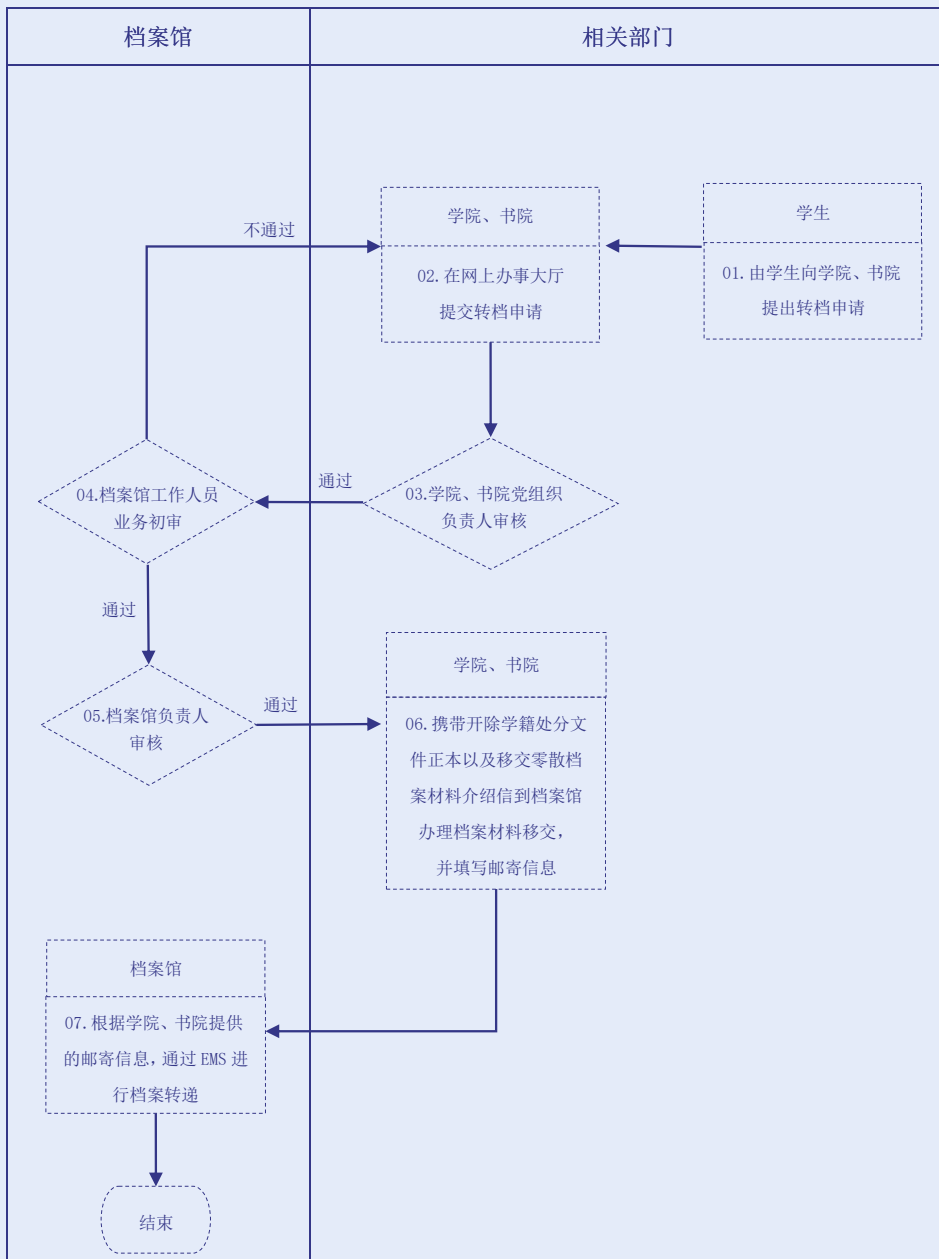 档案馆
相关部门
学生
01.由学生向学院、书院
提出转档申请
学院、书院
02.在网上办事大厅
提交转档申请
不通过
03.学院、书院党组织
负责人审核
通过
04.档案馆工作人员
业务初审
通过
05.档案馆负责人
审核
通过
学院、书院
06.携带开除学籍处分文
件正本以及移交零散档
案材料介绍信到档案馆
办理档案材料移交，
并填写邮寄信息
档案馆
07.根据学院、书院提供
的邮寄信息，通过 EMS 进
行档案转递
结束